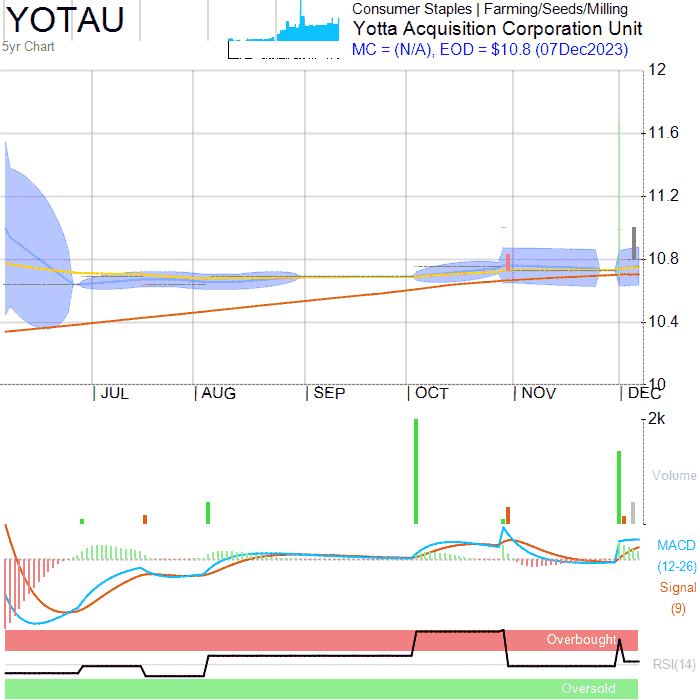 YOTAU
5yr Chart
Consumer Staples | Farming/Seeds/Milling
Yotta Acquisition Corporation Unit
MC = (N/A), EOD = $10.8 (07Dec2023)
12
11.6
11.2
10.8
10.4
10
JUL AUG SEP OCT NOV DEC
2k
Volume
MACD
(12-26)
Signal
(9)
Overbought
RSI(14)
Oversold